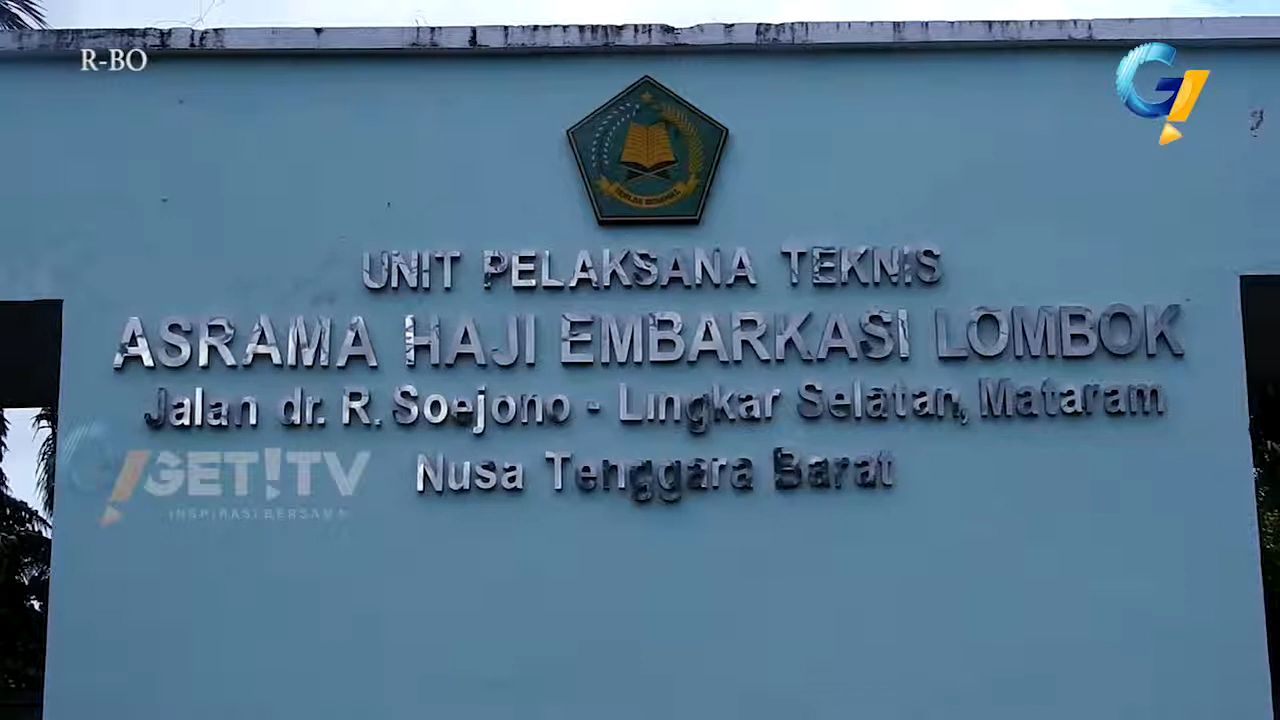 R-BO
UNIT PELAKSANA TEKNIS
ASRAMA HAJI EMBARKASI LOMBOK
Jalan dr. R. Soejono - Lingkar Selatan, Mataram
Nusa Tenggara Barat
GET!TV
INSPIRASI BERSAMA